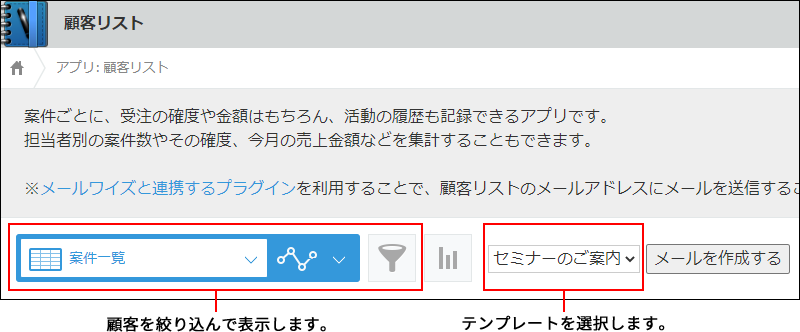 顧客リスト
アプリ: 顧客リスト
案件ごとに、受注の確度や金額はもちろん、活動の履歴も記録できるアプリです。
担当者別の案件数やその確度、今月の売上金額などを集計することもできます。
※メールワイズと連携するプラグインを利用することで、顧客リストのメールアドレスにメールを送信するこ
案件一覧 セミナーのご案内 メールを作成する
顧客を絞り込んで表示します。 テンプレートを選択します。